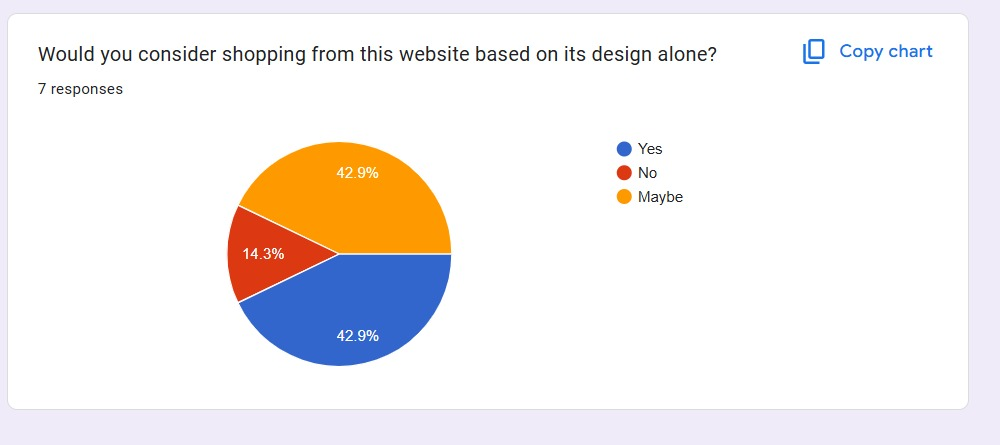 Would you consider shopping from this website based on its design alone?
Copy chart
7 responses
Yes
No
Maybe
42.9%
14.3%
42.9%